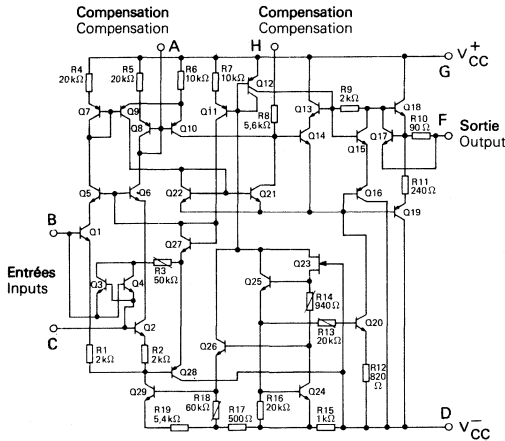 Compensation
Compensation
Compensation
Compensation
A
H
V+CC
G
R4
20kΩ
R5
20kΩ
R6
10kΩ
R7
10kΩ
Q12
R9
2kΩ
Q7
Q9
Q8
Q10
Q11
R8
5,6kΩ
Q13
Q14
Q18
Q17
Q15
R10
90Ω
F
Sortie
Output
Q5
Q6
Q22
Q21
Q16
R11
240Ω
Q19
B
Q1
Q27
Entrées
Inputs
Q3
Q4
R3
50kΩ
Q23
Q25
R14
940Ω
C
Q2
R13
20kΩ
Q20
R1
2kΩ
R2
2kΩ
Q26
Q28
R12
820
Ω
Q29
R18
60kΩ
R16
20kΩ
Q24
R19
5,4kΩ
R17
500Ω
R15
1kΩ
D
V−CC